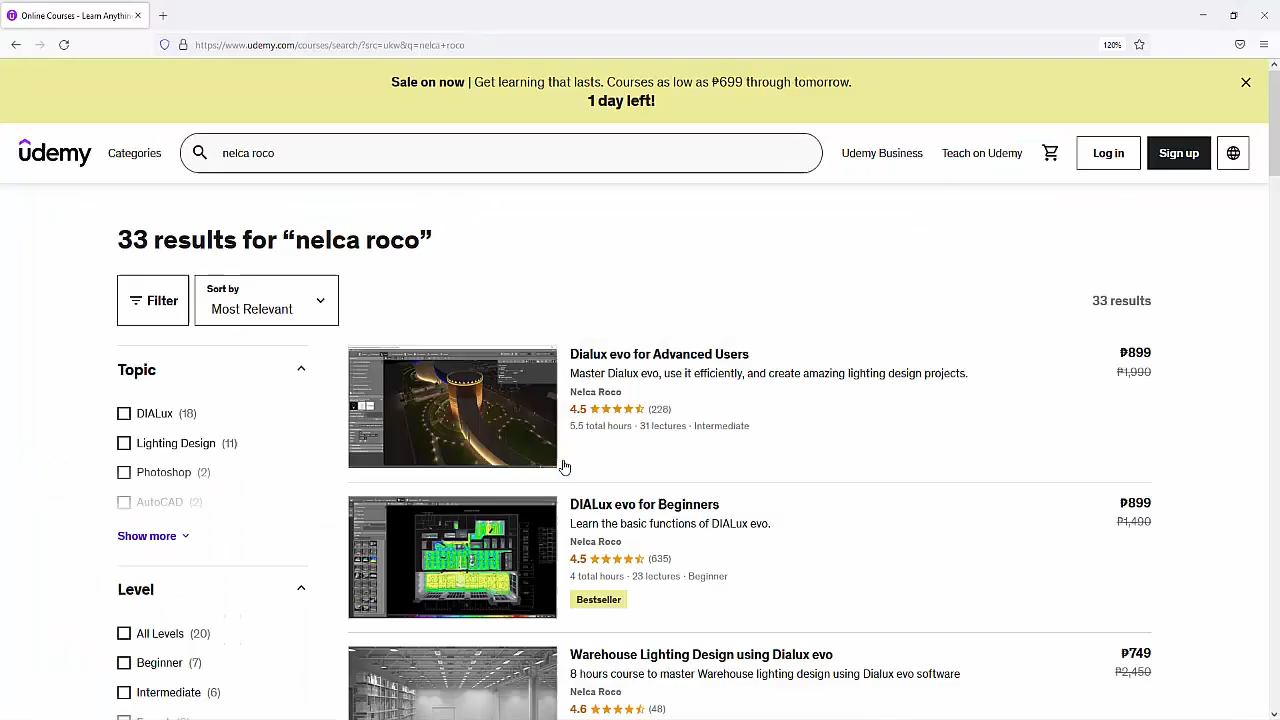 Online Courses - Learn Anythin
https://www.udemy.com/courses/search/?src=ukw&q=nelca+roco
120%
Sale on now | Get learning that lasts. Courses as low as ₱699 through tomorrow.
1 day left!
udemy
Categories
nelca roco
Udemy Business
Teach on Udemy
Log in
Sign up
33 results for “nelca roco”
Filter
Sort by
Most Relevant
33 results
Topic
DIALux (18)
Lighting Design (11)
Photoshop (2)
AutoCAD (2)
Show more
Level
All Levels (20)
Beginner (7)
Intermediate (6)
Dialux evo for Advanced Users
₱899
Master Dialux evo, use it efficiently, and create amazing lighting design projects.
₱1,990
Nelca Roco
4.5 (226)
5.5 total hours · 31 lectures · Intermediate
DIALux evo for Beginners
₱899
Learn the basic functions of DIALux evo.
₱1,490
Nelca Roco
4.5 (635)
4 total hours · 23 lectures · Beginner
Bestseller
Warehouse Lighting Design using Dialux evo
₱749
8 hours course to master Warehouse lighting design using Dialux evo software
₱2,450
Nelca Roco
4.6 (48)